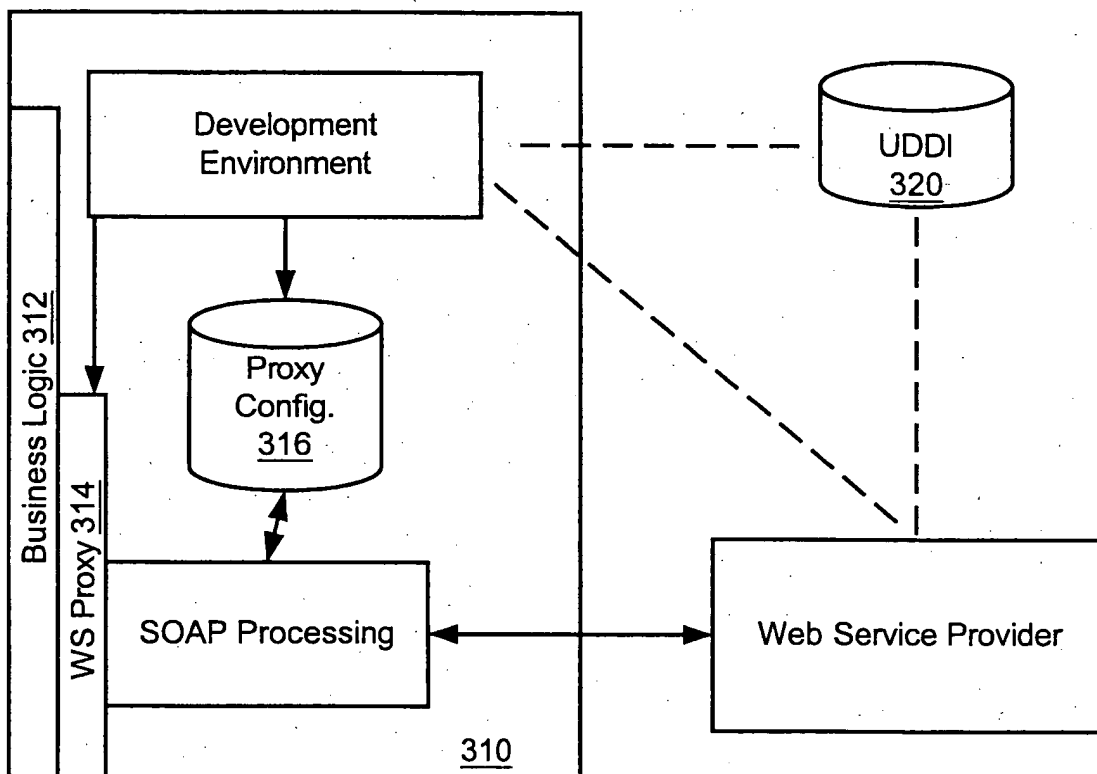 Development
Environment
UDDI
320
Business Logic 312
WS Proxy 314
Proxy
Config.
316
SOAP Processing
Web Service Provider
310